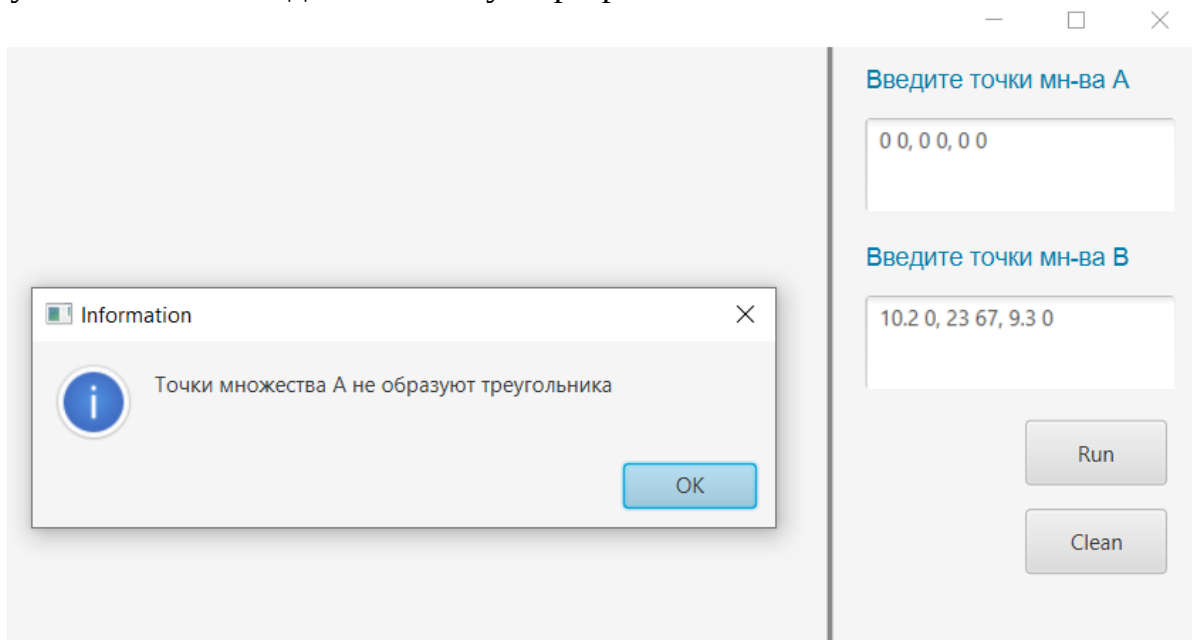 Введите точки мн-ва A
0 0, 0 0, 0 0
Введите точки мн-ва B
10.2 0, 23 67, 9.3 0
Information
Точки множества A не образуют треугольника
OK
Run
Clean